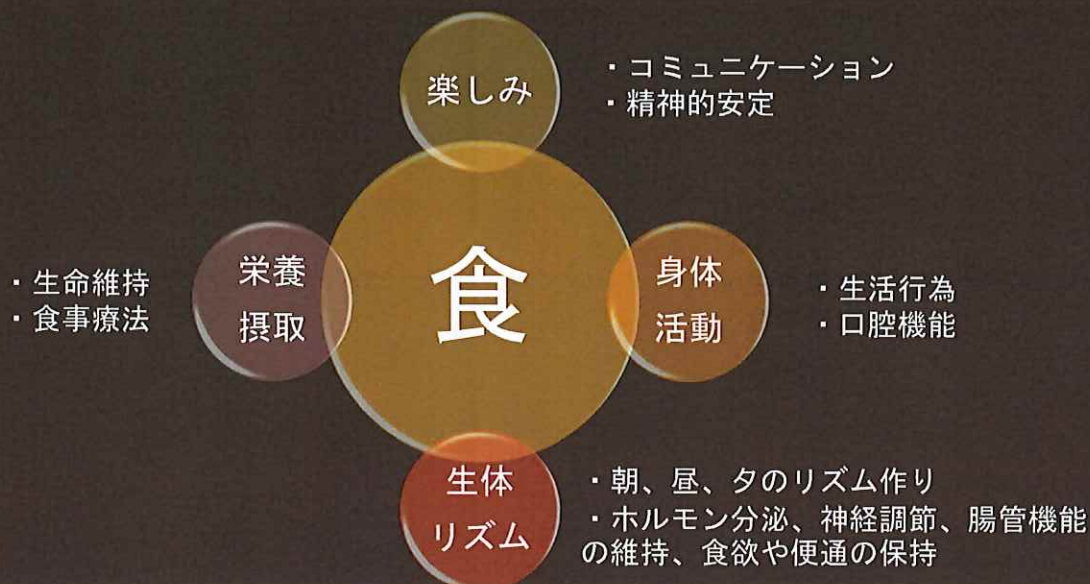 楽しみ
・コミュニケーション
・精神的安定
・生命維持
・食事療法
栄養
摂取
食
身体
活動
・生活行為
・口腔機能
生体
リズム
・朝、昼、夕のリズム作り
・ホルモン分泌、神経調節、腸管機能
の維持、食欲や便通の保持